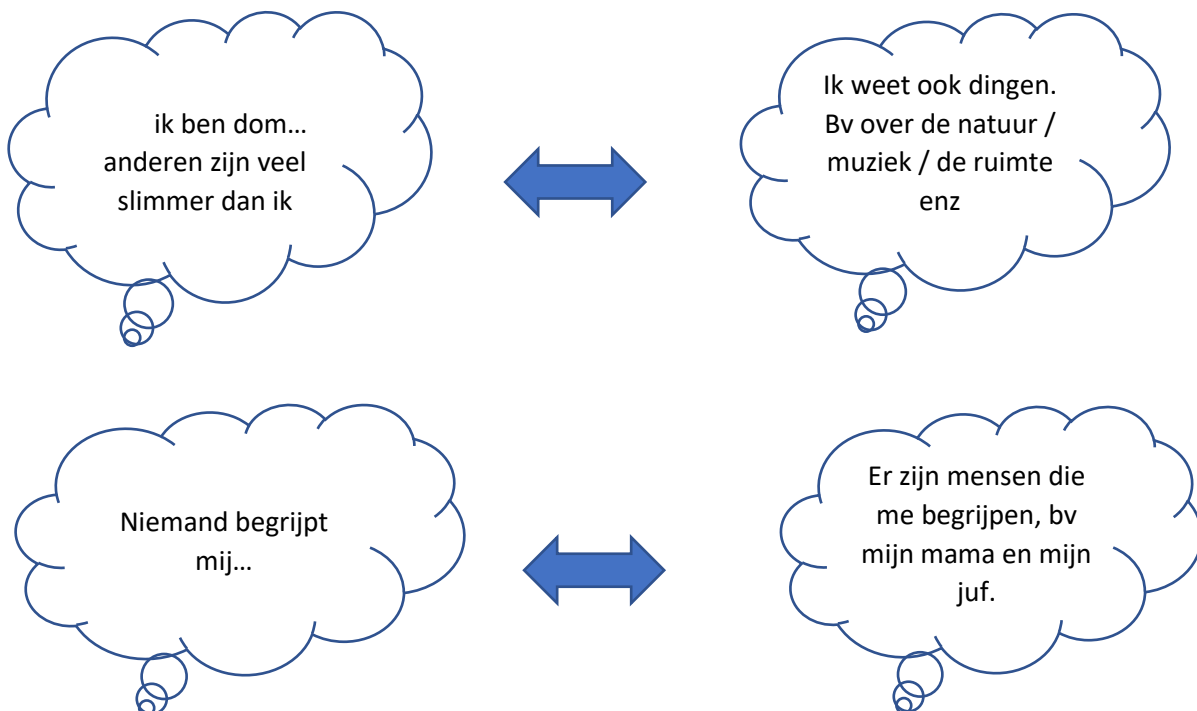 ik ben dom…
anderen zijn veel
slimmer dan ik
Ik weet ook dingen.
Bv over de natuur /
muziek / de ruimte
enz
Niemand begrijpt
mij…
Er zijn mensen die
me begrijpen, bv
mijn mama en mijn
juf.